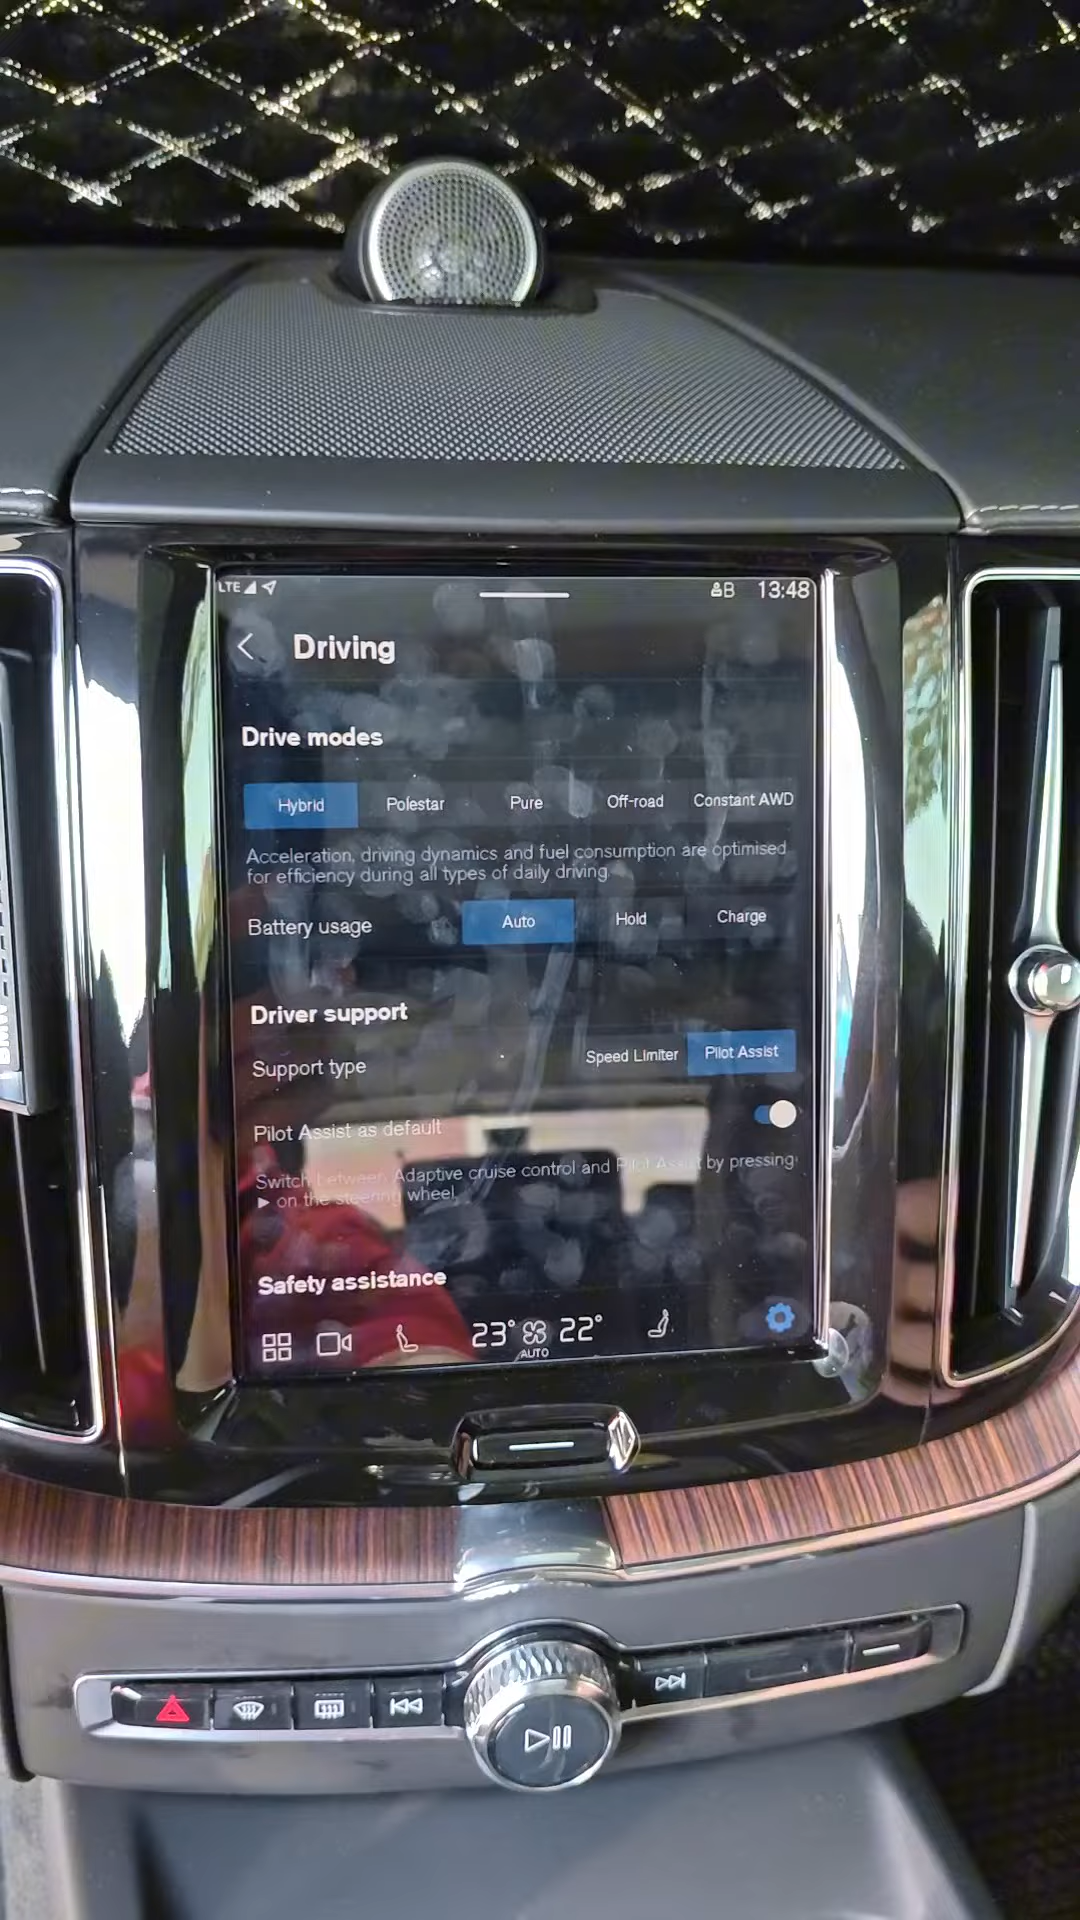 LTE
B 13:48
Driving
Drive modes
Hybrid Polestar Pure Off-road Constant AWD
Acceleration, driving dynamics and fuel consumption are optimised
for efficiency during all types of daily driving.
Battery usage Auto Hold Charge
Driver support
Support type Speed Limiter Pilot Assist
Pilot Assist as default
Switch between Adaptive cruise control and Pilot Assist by pressing
▶ on the steering wheel.
Safety assistance
23° 22°
AUTO